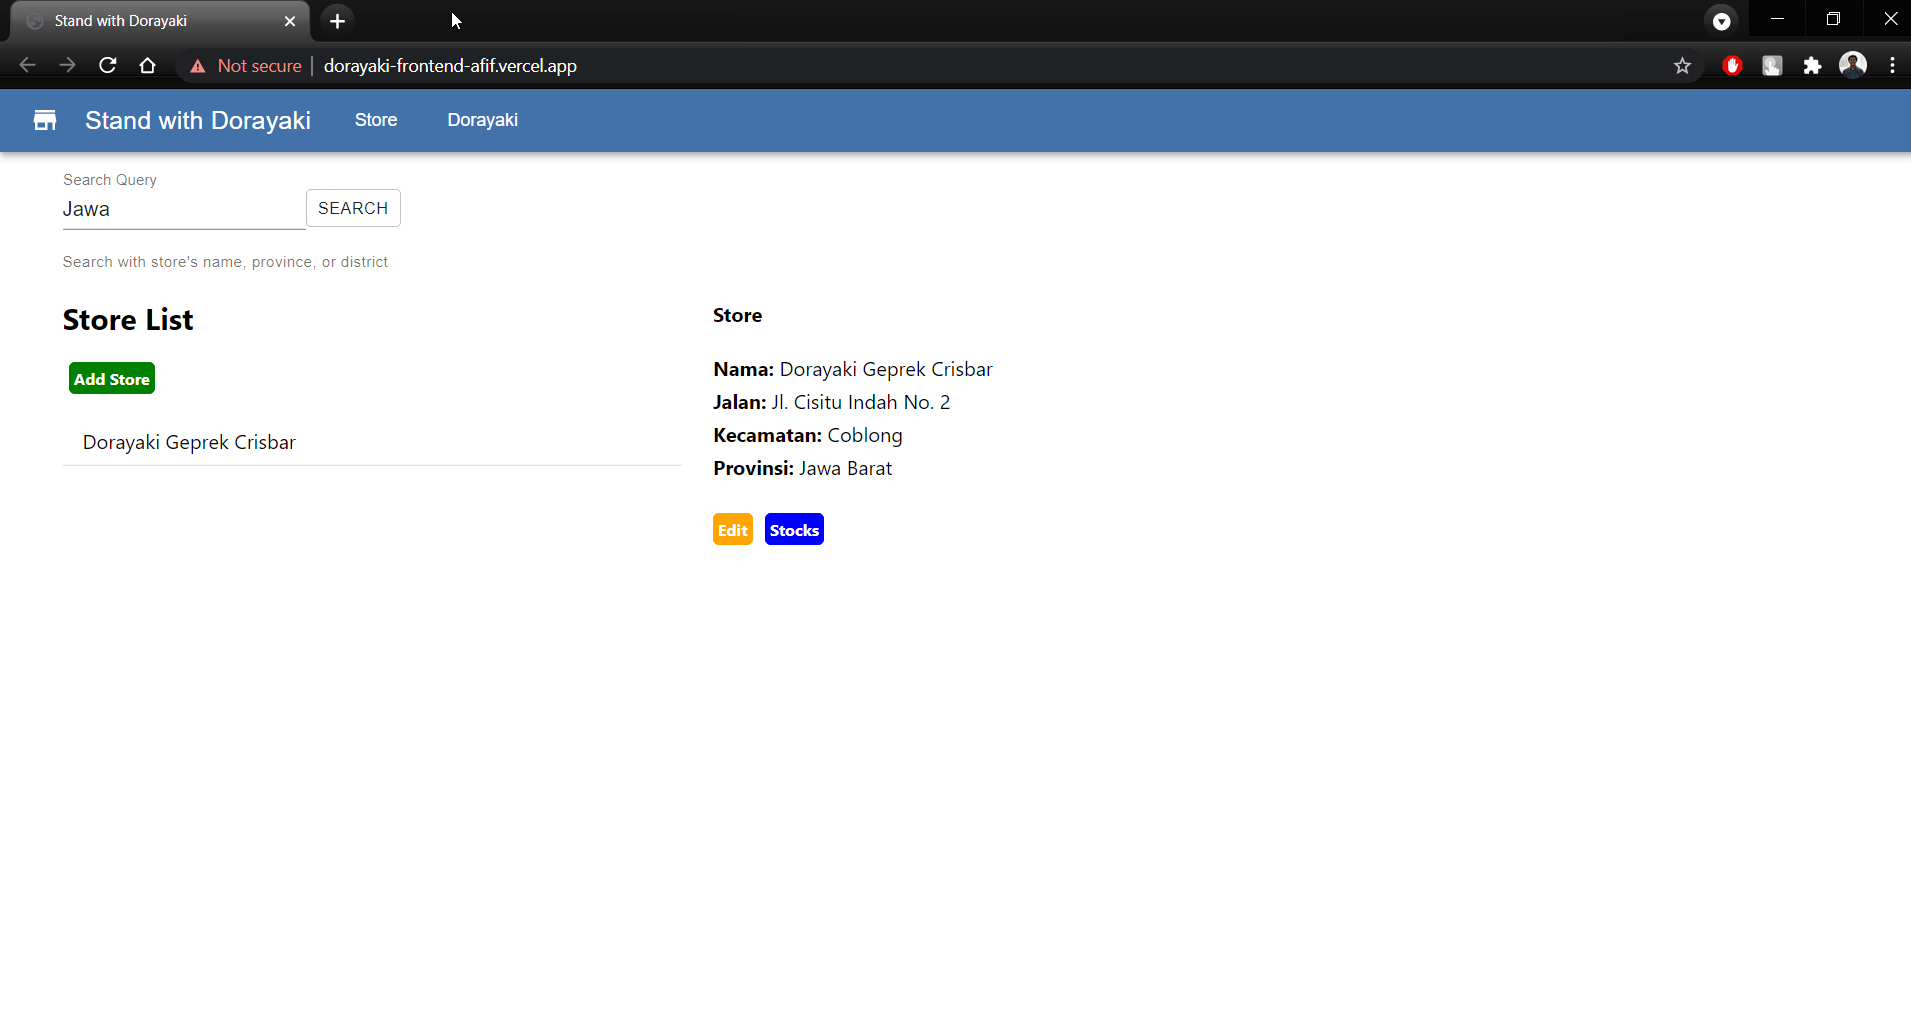 Stand with Dorayaki
Not secure | dorayaki-frontend-afif.vercel.app
Stand with Dorayaki Store Dorayaki
Search Query
Jawa
SEARCH
Search with store's name, province, or district
Store List
Add Store
Dorayaki Geprek Crisbar
Store
Nama: Dorayaki Geprek Crisbar
Jalan: Jl. Cisitu Indah No. 2
Kecamatan: Coblong
Provinsi: Jawa Barat
Edit Stocks